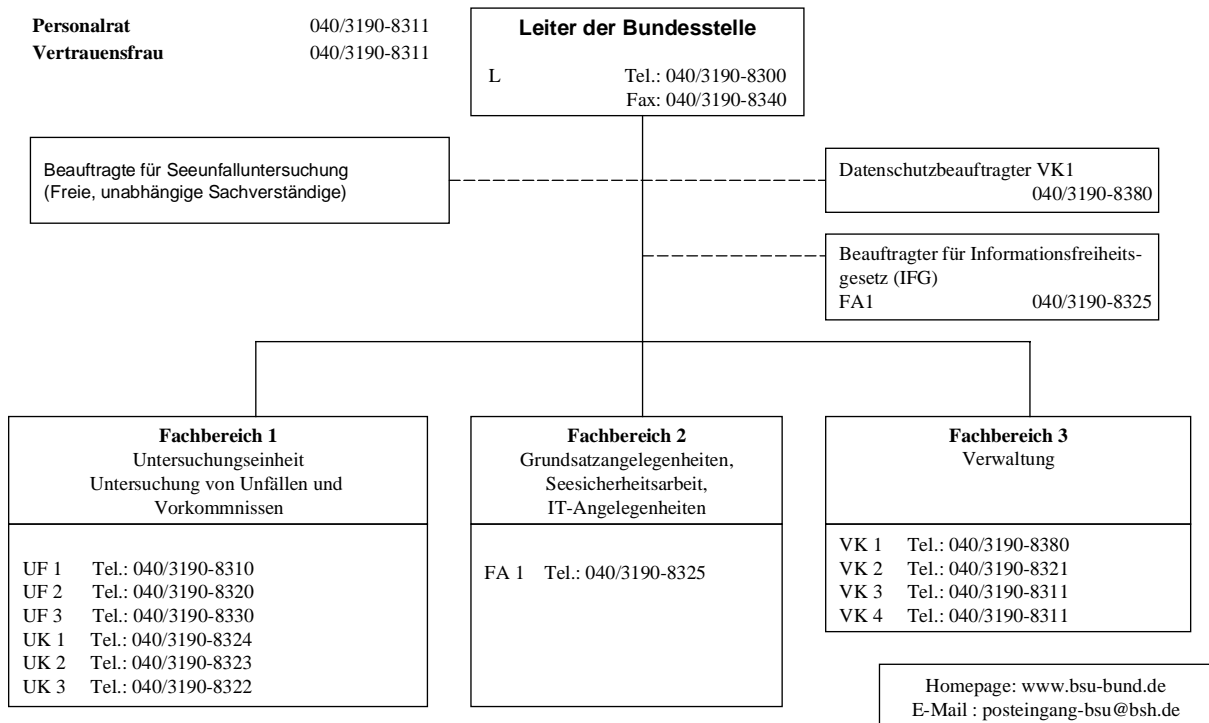 Personalrat 040/3190-8311
Vertrauensfrau 040/3190-8311
Leiter der Bundesstelle
L Tel.: 040/3190-8300
Fax: 040/3190-8340
Beauftragte für Seeunfalluntersuchung
(Freie, unabhängige Sachverständige)
Datenschutzbeauftragter VK1
040/3190-8380
Beauftragter für Informationsfreiheits-
gesetz (IFG)
FA1 040/3190-8325
Fachbereich 1
Untersuchungseinheit
Untersuchung von Unfällen und
Vorkommnissen
UF 1 Tel.: 040/3190-8310
UF 2 Tel.: 040/3190-8320
UF 3 Tel.: 040/3190-8330
UK 1 Tel.: 040/3190-8324
UK 2 Tel.: 040/3190-8323
UK 3 Tel.: 040/3190-8322
Fachbereich 2
Grundsatzangelegenheiten,
Seesicherheitsarbeit,
IT-Angelegenheiten
FA 1 Tel.: 040/3190-8325
Fachbereich 3
Verwaltung
VK 1 Tel.: 040/3190-8380
VK 2 Tel.: 040/3190-8321
VK 3 Tel.: 040/3190-8311
VK 4 Tel.: 040/3190-8311
Homepage: www.bsu-bund.de
E-Mail : posteingang-bsu@bsh.de